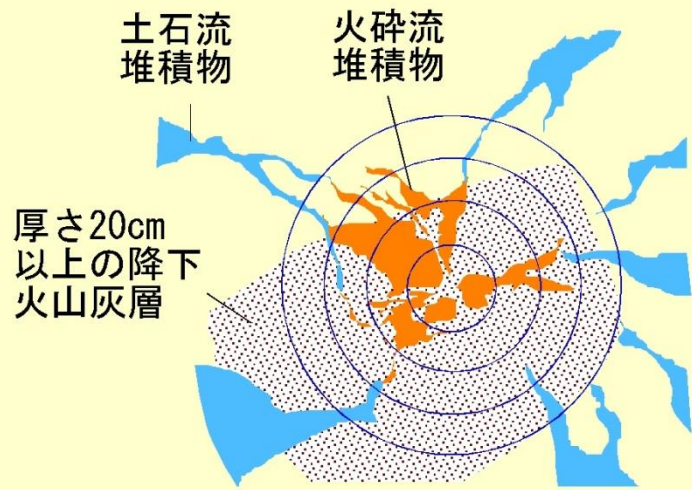 土石流
堆積物
火砕流
堆積物
厚さ20cm
以上の降下
火山灰層